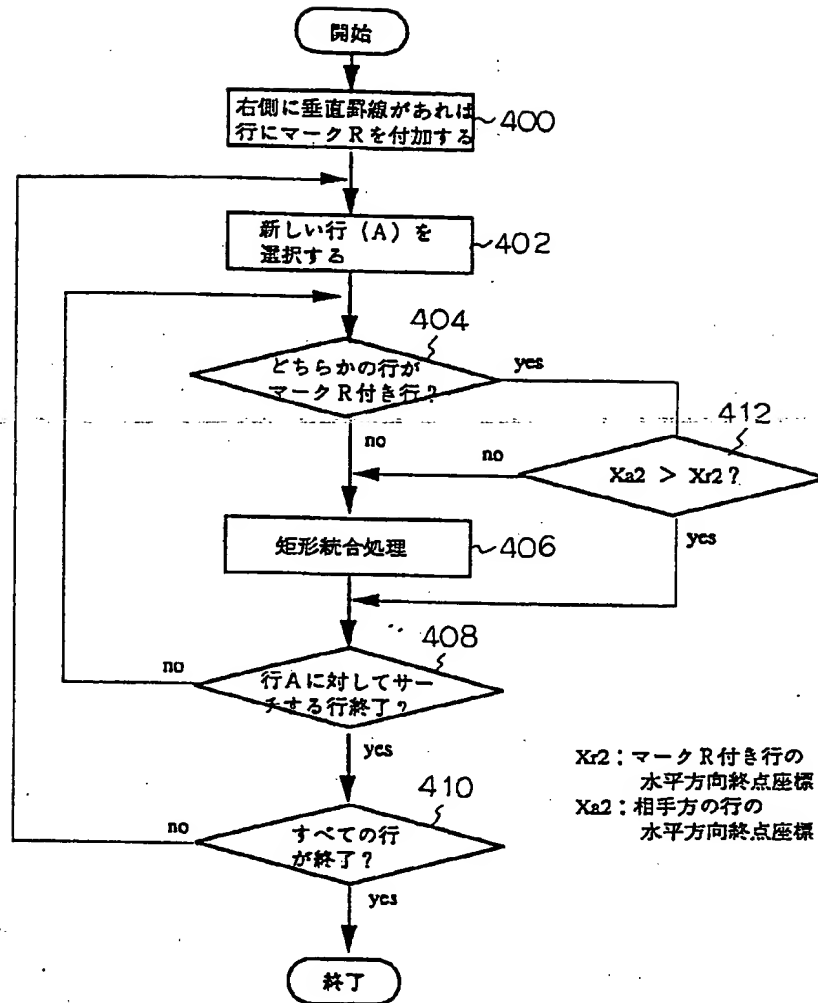 開始
右側に垂直罫線があれば
行にマークRを付加する
400
新しい行（A）を
選択する
402
404
どちらかの行が
マークR付き行?
yes
no
412
Xa2 > Xr2?
no
yes
矩形統合処理
406
408
行Aに対してサー
チする行終了?
no
yes
410
すべての行
が終了?
no
yes
終了
Xr2：マークR付き行の
水平方向終点座標
Xa2：相手方の行の
水平方向終点座標